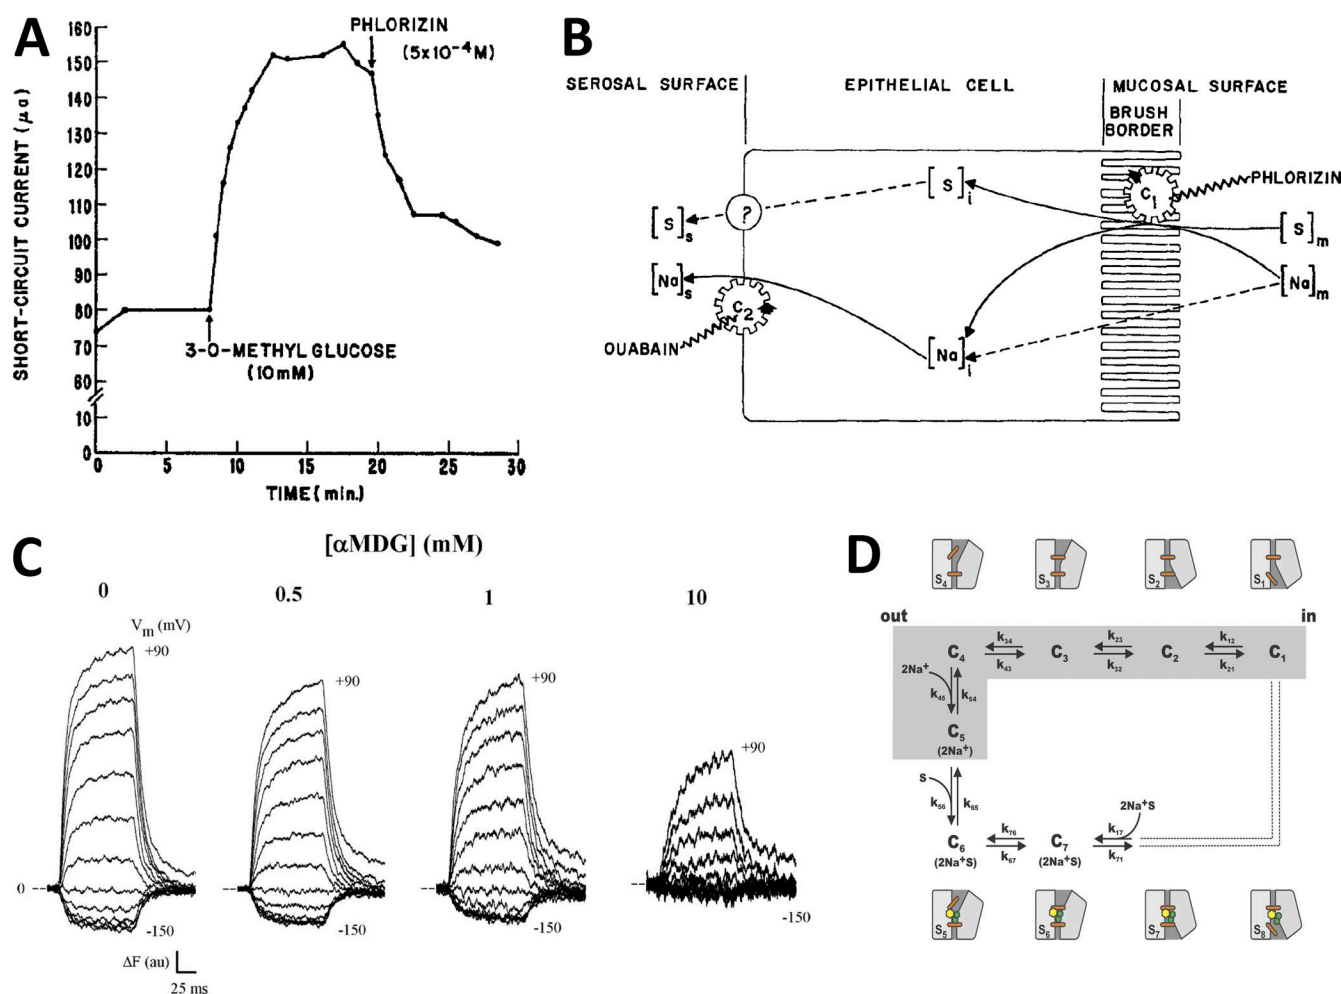 A
SHORT-CIRCUIT CURRENT (μa)
160
150
140
130
120
110
100
90
80
70
60
10
0
PHLORIZIN
(5x10⁻⁴M)
3-O-METHYL GLUCOSE
(10mM)
0 5 10 15 20 25 30
TIME (min.)
B
SEROSAL SURFACE EPITHELIAL CELL MUCOSAL SURFACE
BRUSH
BORDER
[S]i C1 PHLORIZIN
[S]s ? [S]m
[Na]s [Na]m
C2
OUABAIN [Na]i
C
[αMDG] (mM)
0 0.5 1 10
Vm (mV)
+90 +90 +90 +90
0
-150 -150 -150 -150
ΔF (au)
25 ms
D
S4 S3 S2 S1
out in
C4 k34 k43 C3 k23 k32 C2 k12 k21 C1
2Na⁺
k45 k54
C5
(2Na⁺)
S
k56 k65
2Na⁺S
C6 k76 k67 C7 k17 k71
(2Na⁺S) (2Na⁺S)
S5 S6 S7 S8